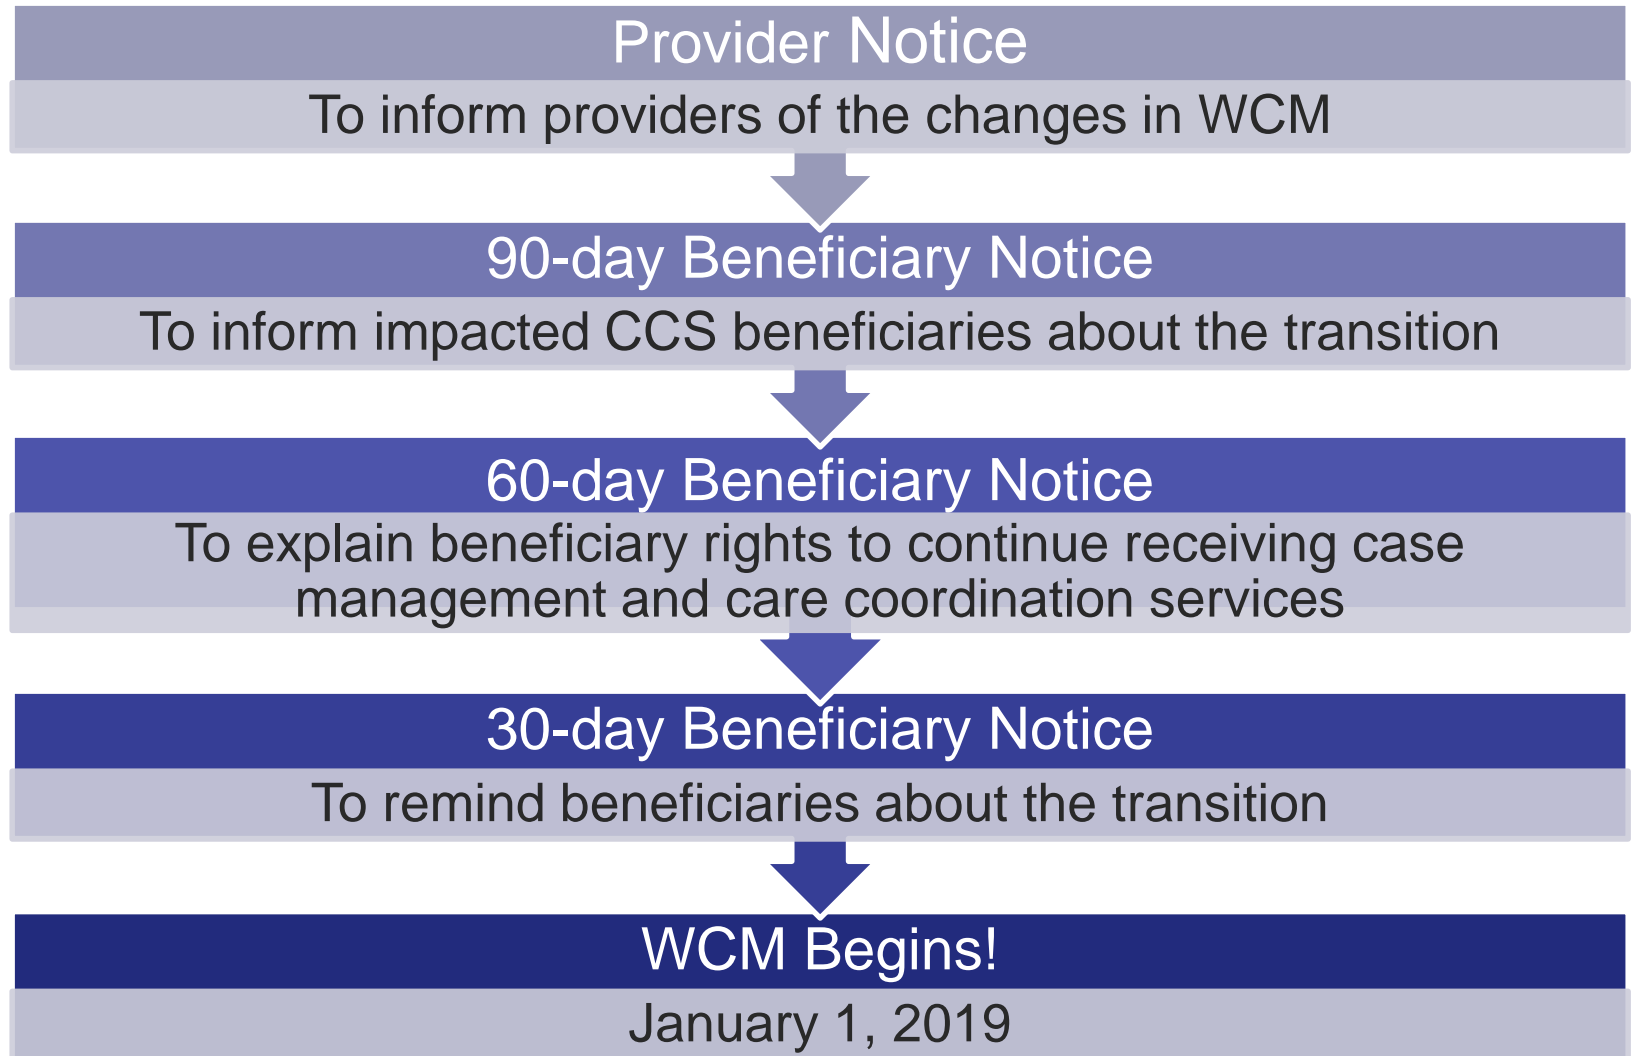 Provider Notice
To inform providers of the changes in WCM
90-day Beneficiary Notice
To inform impacted CCS beneficiaries about the transition
60-day Beneficiary Notice
To explain beneficiary rights to continue receiving case
management and care coordination services
30-day Beneficiary Notice
To remind beneficiaries about the transition
WCM Begins!
January 1, 2019